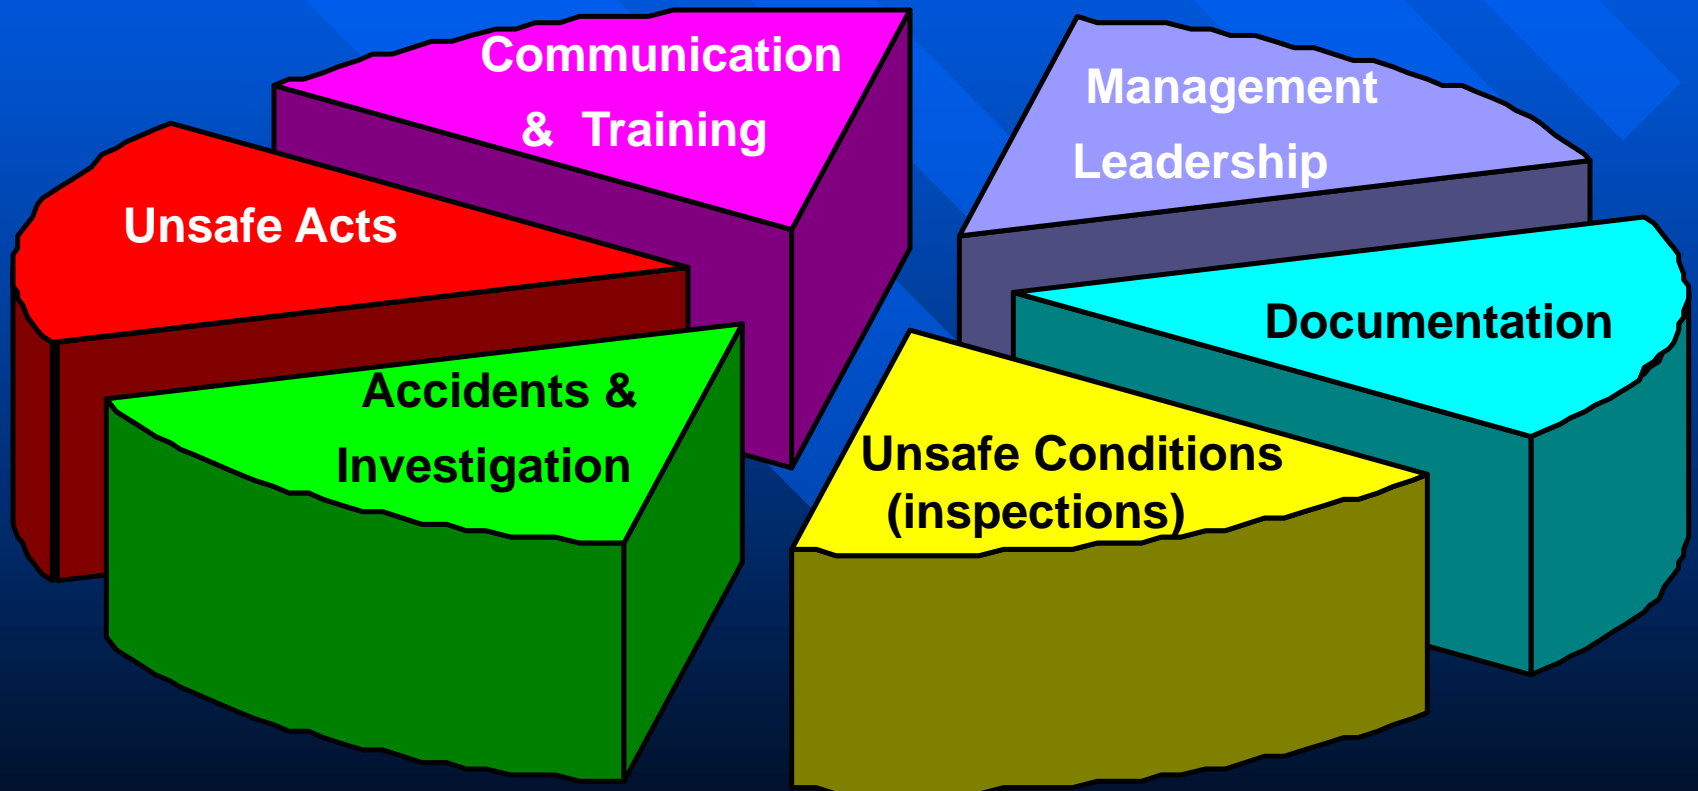 Communication
& Training
Management
Leadership
Unsafe Acts
Documentation
Accidents &
Investigation
Unsafe Conditions
(inspections)